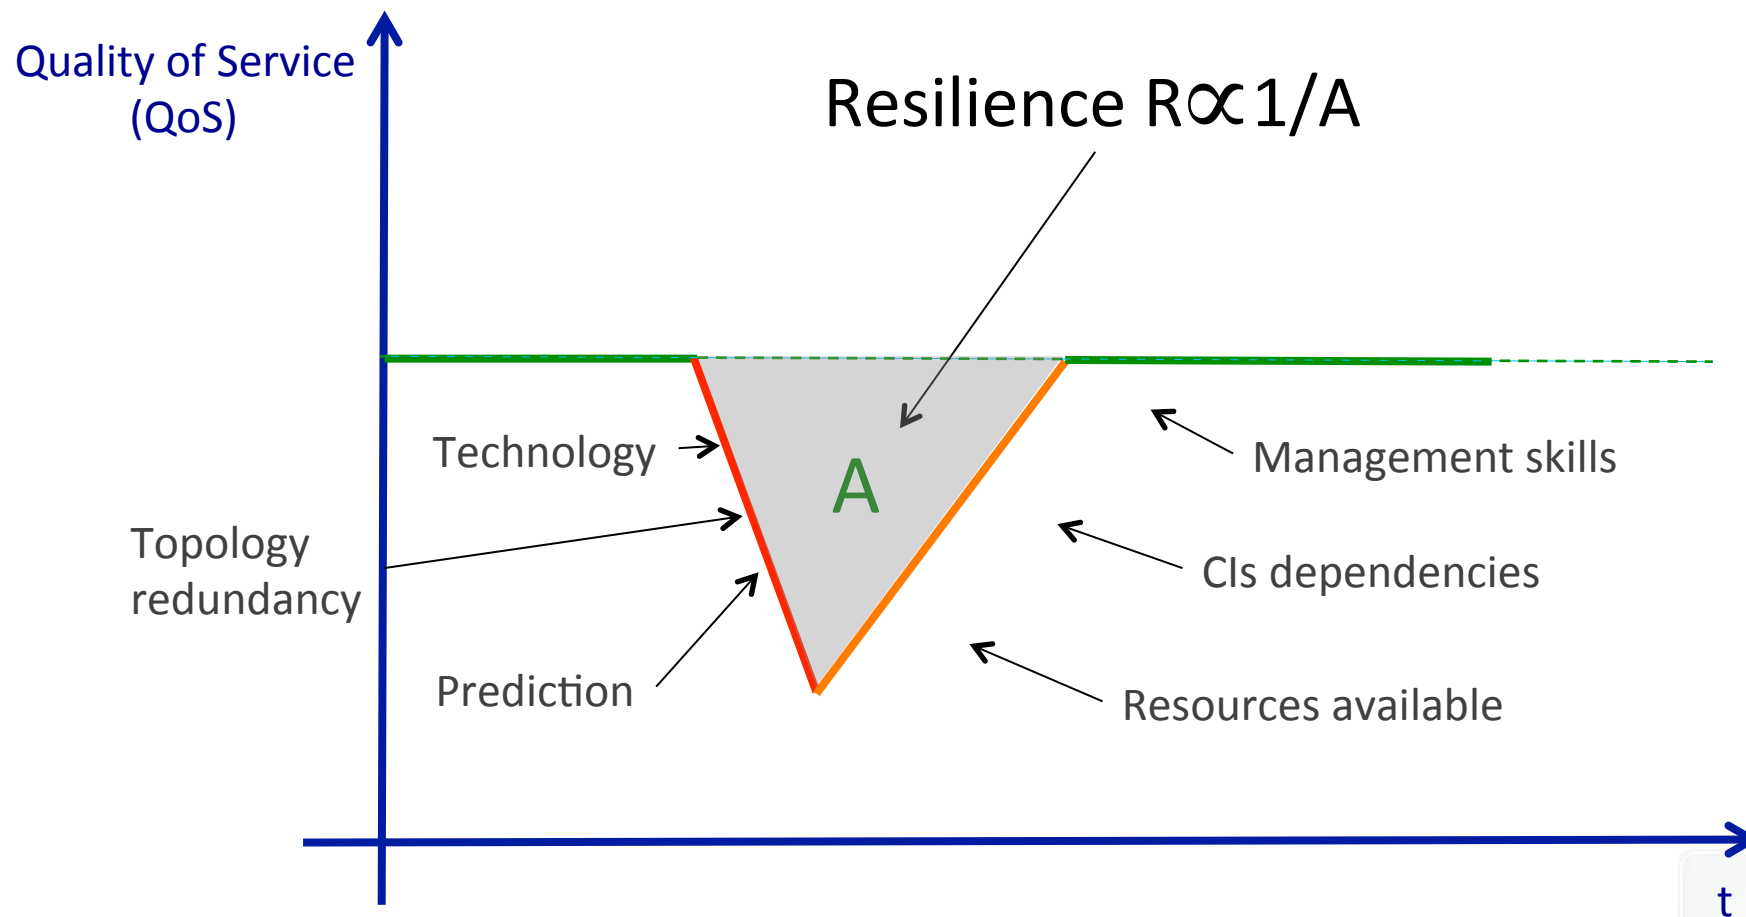 Quality of Service
(QoS)
Resilience R∝1/A
Technology
A
Management skills
Topology
redundancy
CIs dependencies
Prediction
Resources available
t